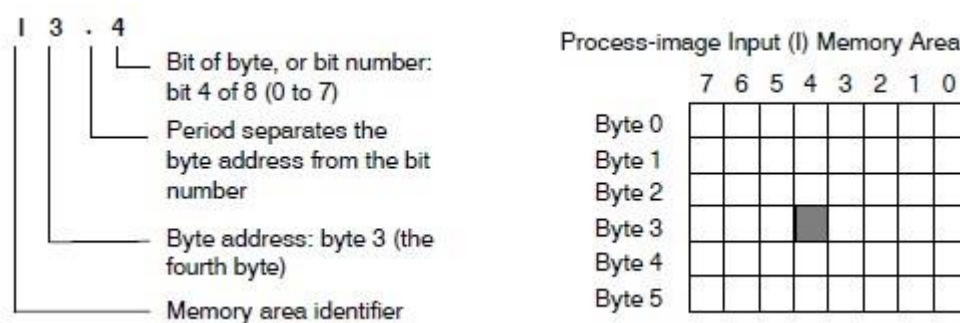 I 3 . 4
Bit of byte, or bit number:
bit 4 of 8 (0 to 7)
Period separates the
byte address from the bit
number
Byte address: byte 3 (the
fourth byte)
Memory area identifier
Process-image Input (I) Memory Area
7 6 5 4 3 2 1 0
Byte 0
Byte 1
Byte 2
Byte 3
Byte 4
Byte 5